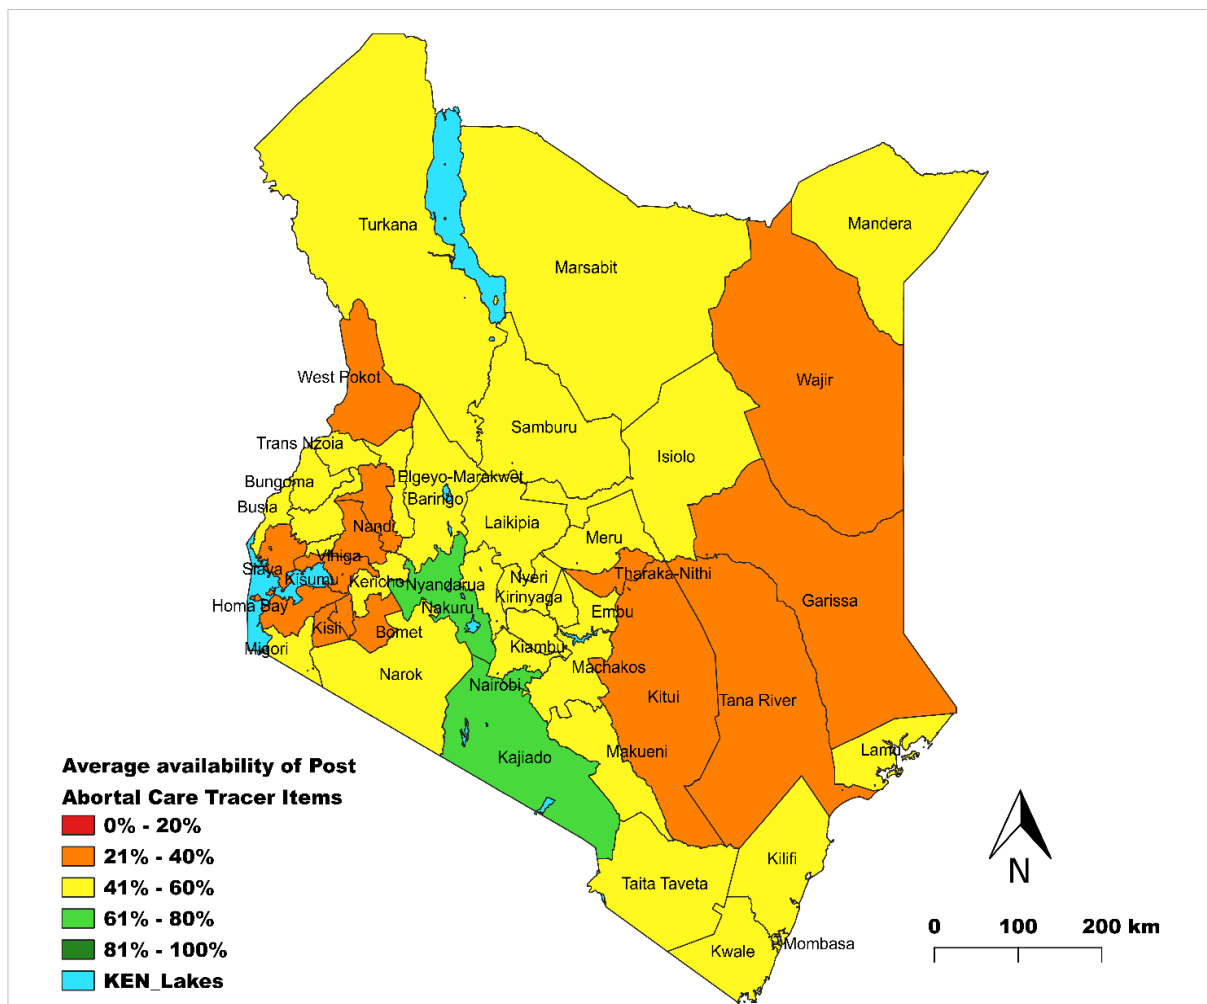 Turkana
Mandera
Marsabit
West Pokot
Wajir
Samburu
Trans Nzoia
Isiolo
Elgeyo-Marakwet
Bungoma
Baringo
Busia
Laikipia
Nandi
Meru
Vihiga
Siaya
Kisumu
Kericho
Nyandarua
Nyeri
Tharaka-Nithi
Kirinyaga
Garissa
Homa Bay
Nakuru
Embu
Kisii
Bomet
Migori
Kiambu
Machakos
Narok
Nairobi
Kitui
Tana River
Kajiado
Makueni
Lamu
Average availability of Post
Abortal Care Tracer Items
0% - 20%
21% - 40%
41% - 60%
61% - 80%
81% - 100%
KEN_Lakes
Kilifi
Taita Taveta
Kwale
Mombasa
N
0 100 200 km